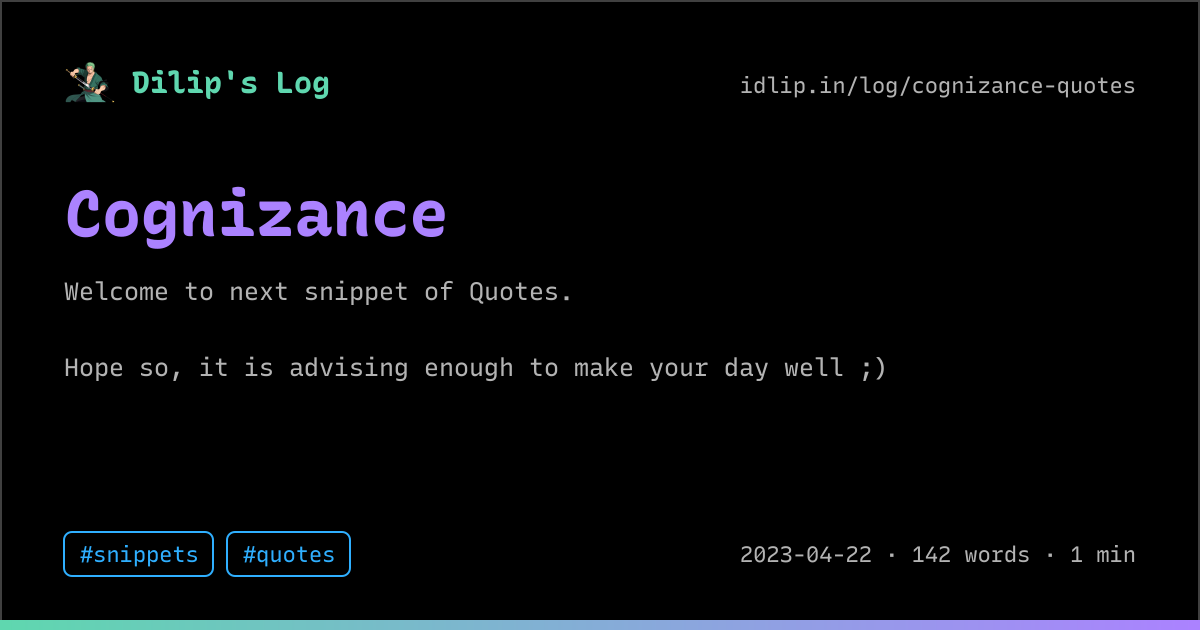 Dilip's Log
idlip.in/log/cognizance-quotes
Cognizance
Welcome to next snippet of Quotes.
Hope so, it is advising enough to make your day well ;)
#snippets #quotes
2023-04-22 · 142 words · 1 min